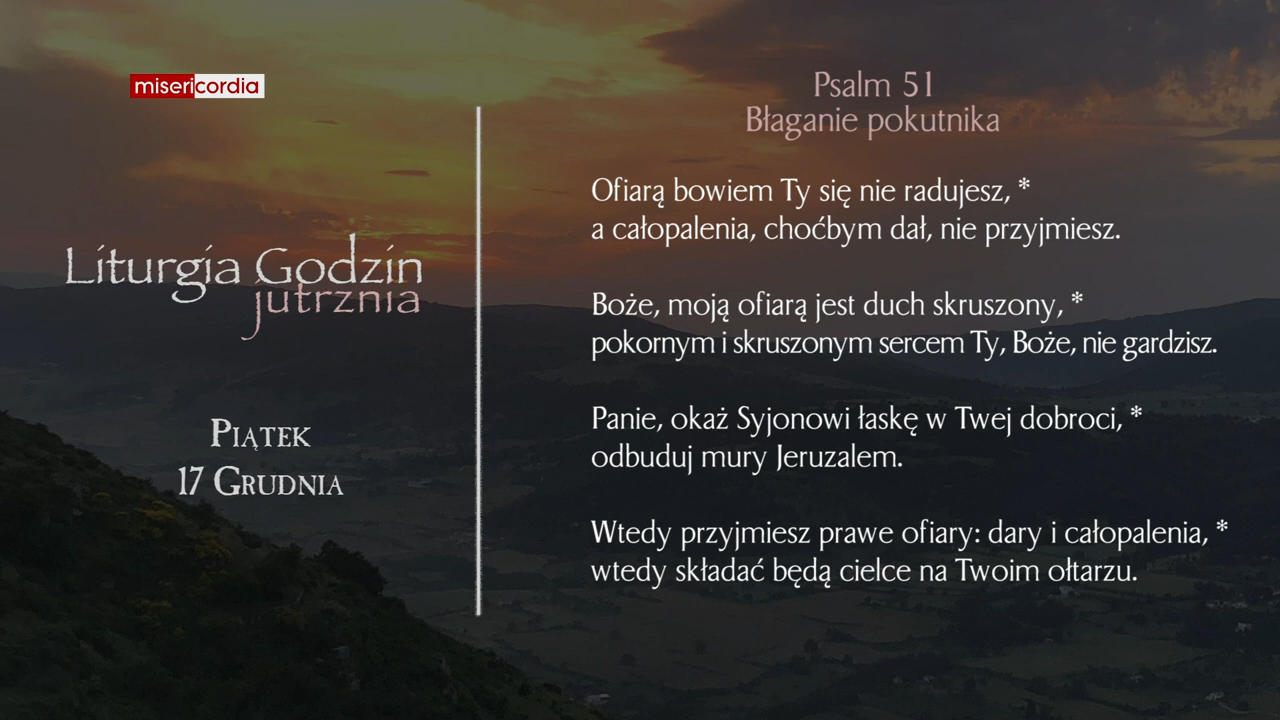 misericordia
Liturgia Godzin
jutrznia
Piątek
17 Grudnia
Psalm 51
Błaganie pokutnika
Ofiarą bowiem Ty się nie radujesz, *
a całopalenia, choćbym dał, nie przyjmiesz.
Boże, moją ofiarą jest duch skruszony, *
pokornym i skruszonym sercem Ty, Boże, nie gardzisz.
Panie, okaż Syjonowi łaskę w Twej dobroci, *
odbuduj mury Jeruzalem.
Wtedy przyjmiesz prawe ofiary: dary i całopalenia, *
wtedy składać będą cielce na Twoim ołtarzu.